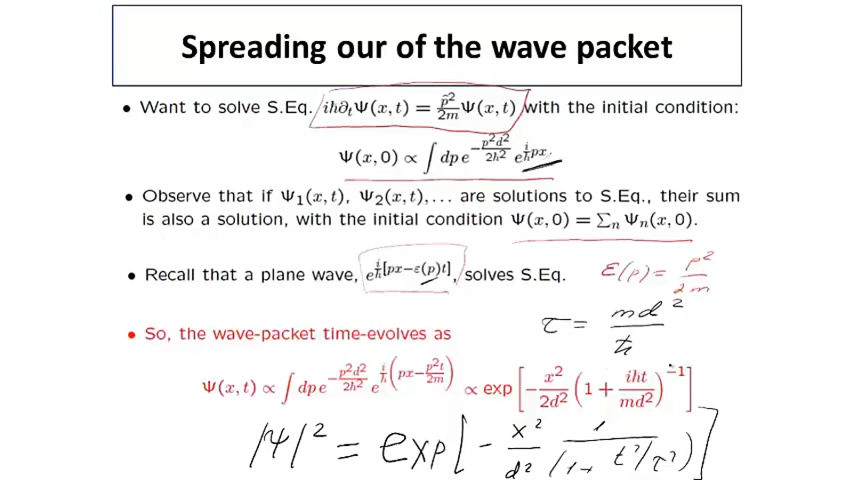 Spreading our of the wave packet
• Want to solve S.Eq. iħ∂ₜΨ(x,t) = p̂²/2m Ψ(x,t) with the initial condition:
Ψ(x,0) ∝ ∫ dp e^{−p²d²/2ħ²} e^{i/ħ px}.
• Observe that if Ψ₁(x,t), Ψ₂(x,t),... are solutions to S.Eq., their sum
is also a solution, with the initial condition Ψ(x,0) = Σₙ Ψₙ(x,0).
• Recall that a plane wave, e^{i/ħ[px−ε(p)t]}, solves S.Eq. ε(p) = p²/2m
τ = md²/ħ
• So, the wave-packet time-evolves as
Ψ(x,t) ∝ ∫ dp e^{−p²d²/2ħ²} e^{i/ħ(px−p²t/2m)} ∝ exp[−x²/2d² (1 + iħt/md²)^{−1}]
|Ψ|² = exp[− x²/d² 1/(1+ t²/τ²)]